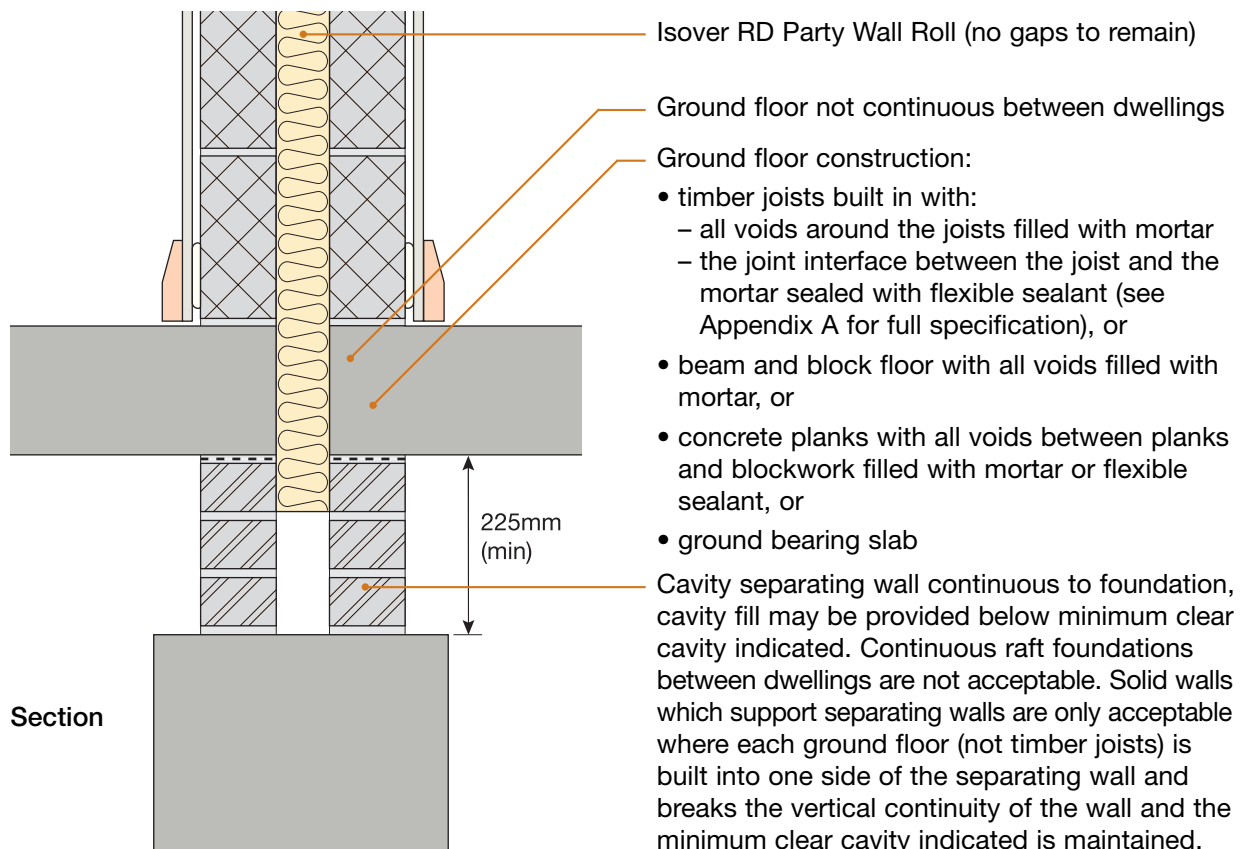 Isover RD Party Wall Roll (no gaps to remain)
Ground floor not continuous between dwellings
Ground floor construction:
• timber joists built in with:
– all voids around the joists filled with mortar
– the joint interface between the joist and the
mortar sealed with flexible sealant (see
Appendix A for full specification), or
• beam and block floor with all voids filled with
mortar, or
• concrete planks with all voids between planks
and blockwork filled with mortar or flexible
sealant, or
• ground bearing slab
225mm
(min)
Cavity separating wall continuous to foundation,
cavity fill may be provided below minimum clear
cavity indicated. Continuous raft foundations
between dwellings are not acceptable. Solid walls
which support separating walls are only acceptable
where each ground floor (not timber joists) is
built into one side of the separating wall and
breaks the vertical continuity of the wall and the
minimum clear cavity indicated is maintained.
Section